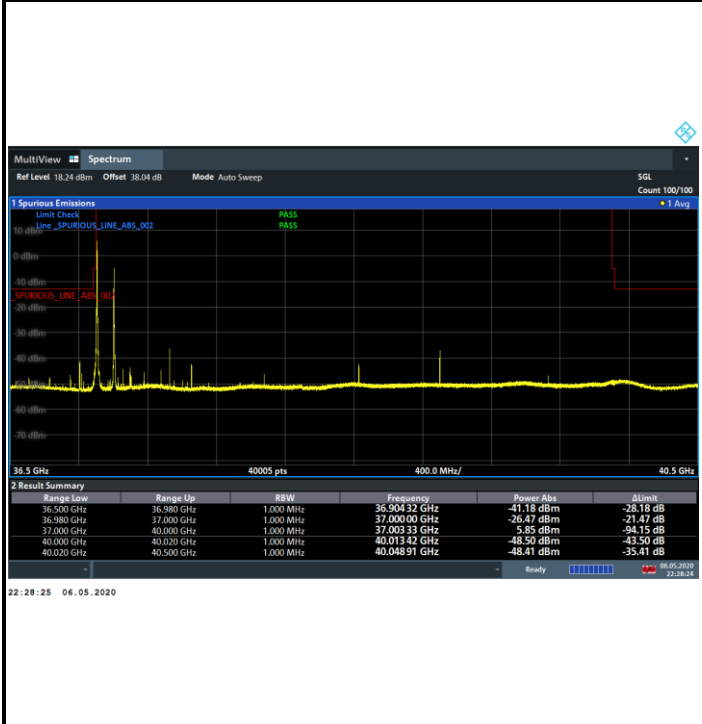 MultiView Spectrum
Ref Level 18.24 dBm Offset 38.04 dB Mode Auto Sweep SGL
Count 100/100
1 Spurious Emissions 1 Avg
Limit Check PASS
Line _SPURIOUS_LINE_ABS_002 PASS
10 dBm
0 dBm
-10 dBm
_SPURIOUS_LINE_ABS_002
-20 dBm
-30 dBm
-40 dBm
-50 dBm
-60 dBm
-70 dBm
36.5 GHz 40005 pts 400.0 MHz/ 40.5 GHz
2 Result Summary
Range Low Range Up RBW Frequency Power Abs ΔLimit
36.500 GHz 36.980 GHz 1.000 MHz 36.904 32 GHz -41.18 dBm -28.18 dB
36.980 GHz 37.000 GHz 1.000 MHz 37.000 00 GHz -26.47 dBm -21.47 dB
37.000 GHz 40.000 GHz 1.000 MHz 37.003 33 GHz 5.85 dBm -94.15 dB
40.000 GHz 40.020 GHz 1.000 MHz 40.013 42 GHz -48.50 dBm -43.50 dB
40.020 GHz 40.500 GHz 1.000 MHz 40.048 91 GHz -48.41 dBm -35.41 dB
Ready 06.05.2020
22:28:24
22:28:25 06.05.2020